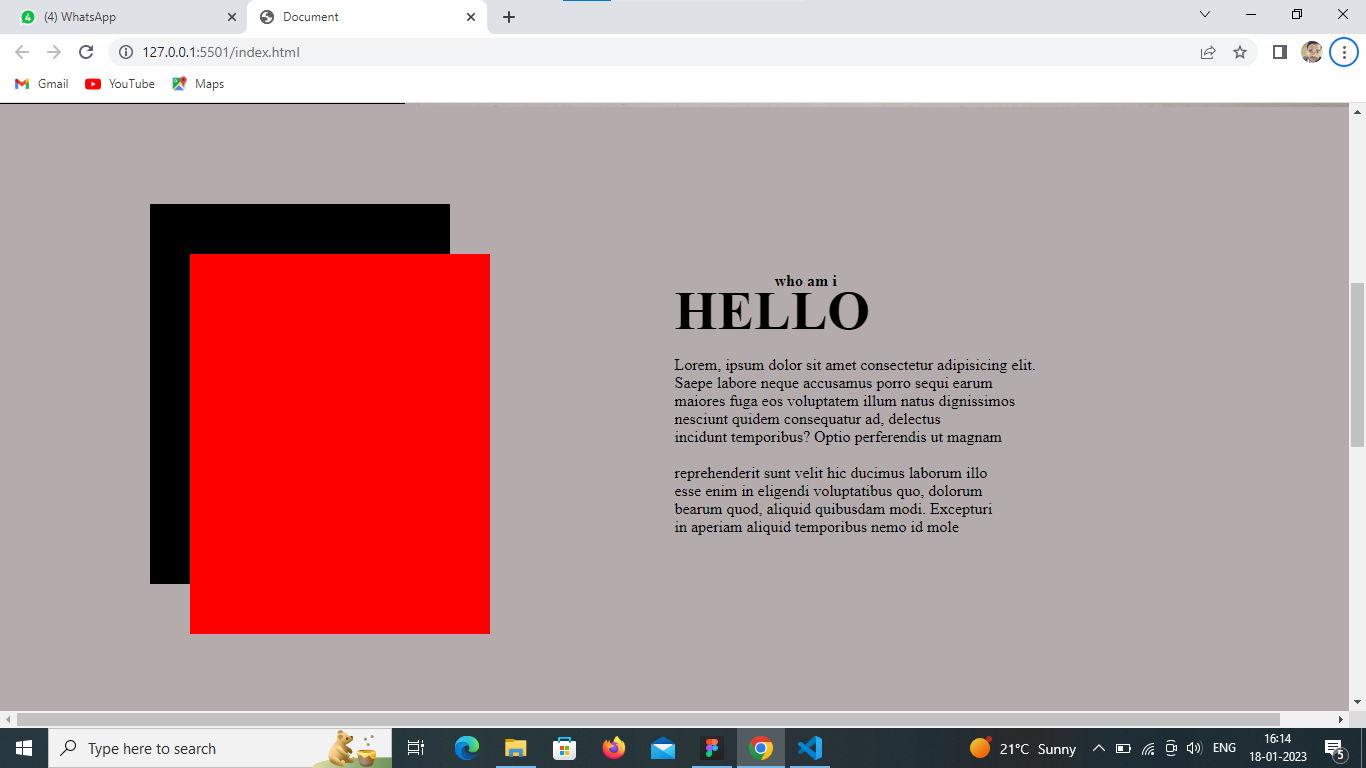 (4) WhatsApp
Document
127.0.0.1:5501/index.html
Gmail
YouTube
Maps
who am i
HELLO
Lorem, ipsum dolor sit amet consectetur adipisicing elit.
Saepe labore neque accusamus porro sequi earum
maiores fuga eos voluptatem illum natus dignissimos
nesciunt quidem consequatur ad, delectus
incidunt temporibus? Optio perferendis ut magnam
reprehenderit sunt velit hic ducimus laborum illo
esse enim in eligendi voluptatibus quo, dolorum
bearum quod, aliquid quibusdam modi. Excepturi
in aperiam aliquid temporibus nemo id mole
Type here to search
21°C Sunny
ENG
16:14
18-01-2023
5